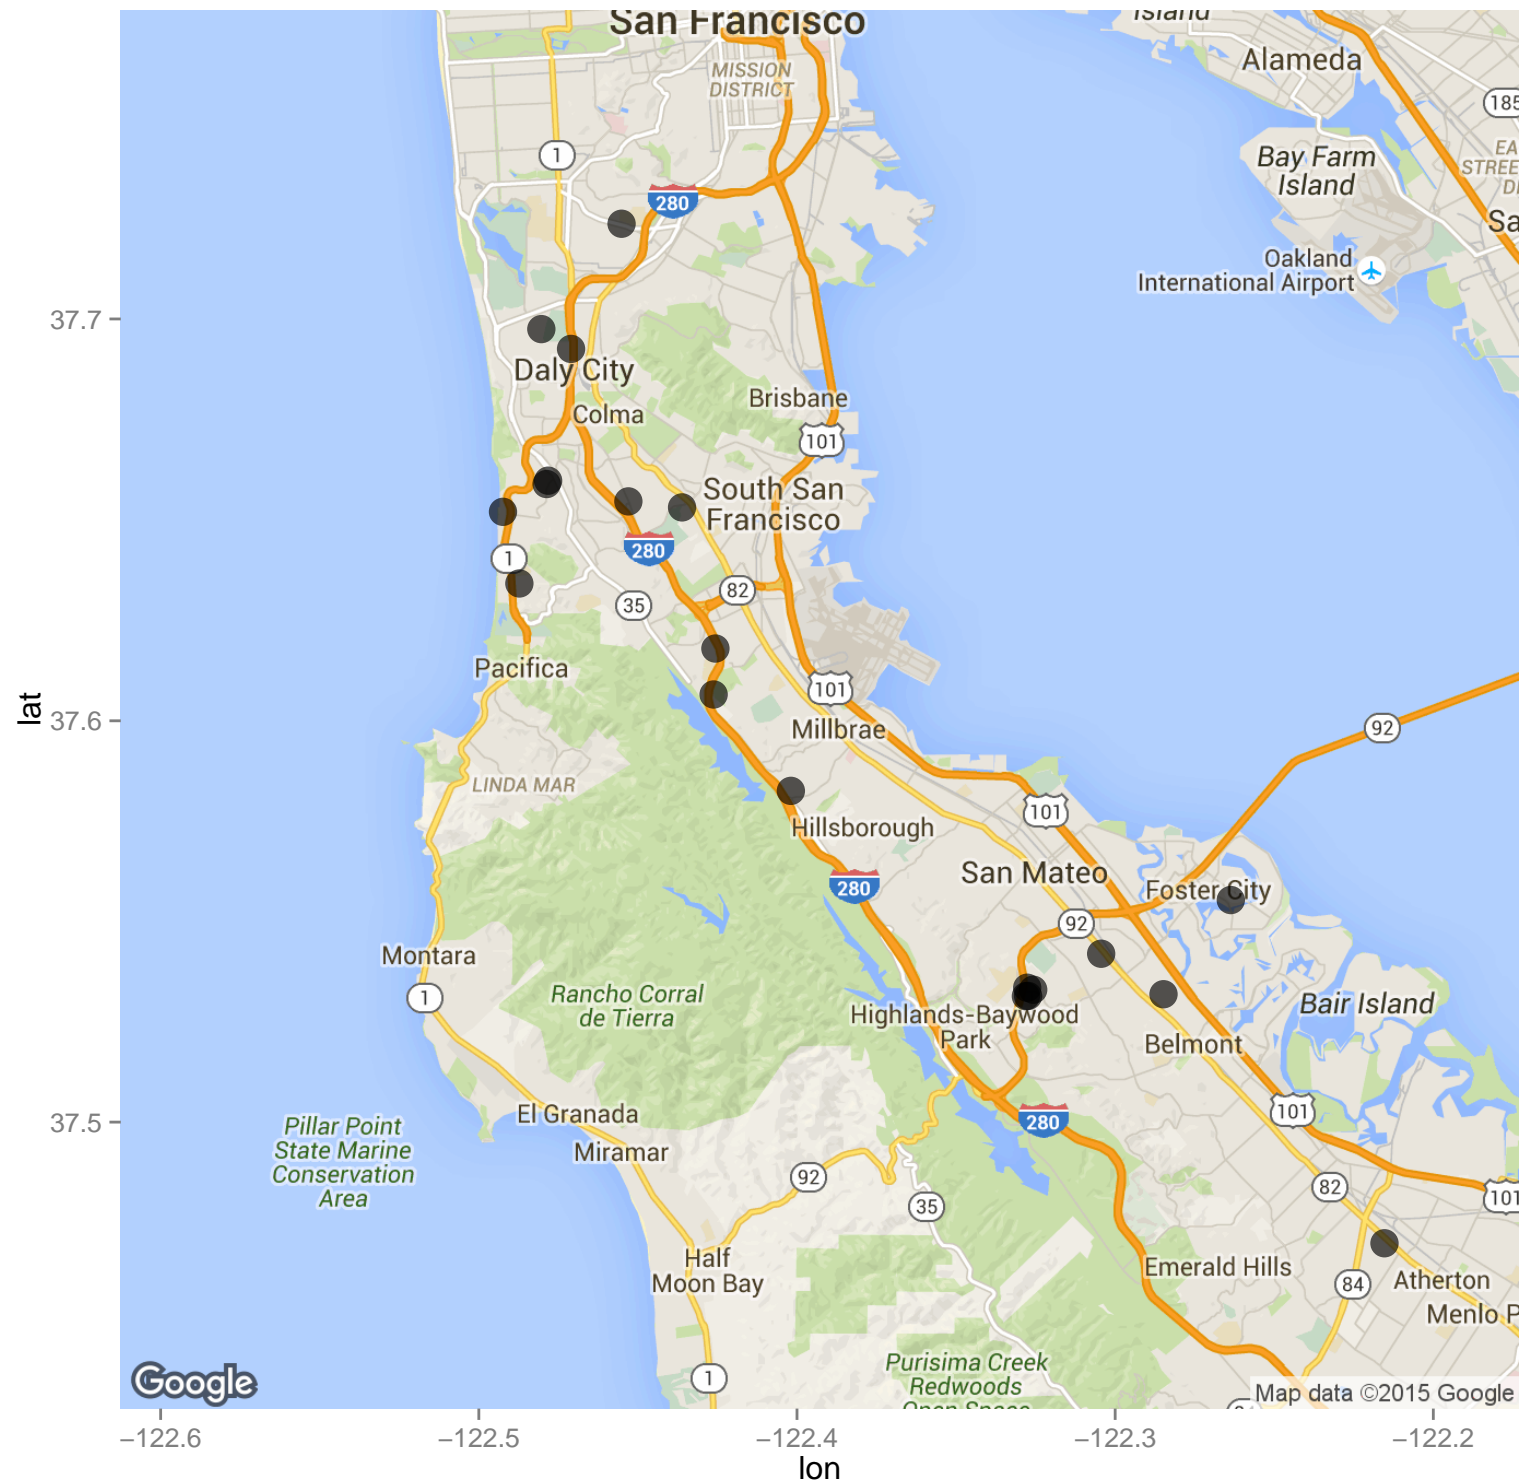 San Francisco
Island
Alameda
MISSION
DISTRICT
185
1
Bay Farm
Island
280
Oakland
International Airport
37.7
Daly City
Colma
Brisbane
101
South San
Francisco
1
280
82
35
Pacifica
101
lat
37.6
Millbrae
92
LINDA MAR
101
Hillsborough
San Mateo
280
Foster City
92
Montara
1
Rancho Corral
de Tierra
Highlands-Baywood
Park
Bair Island
Belmont
37.5
El Granada
Miramar
280
101
Pillar Point
State Marine
Conservation
Area
92
35
82
101
Half
Moon Bay
Emerald Hills
84
Atherton
Menlo P
1
Purisima Creek
Redwoods
Open Space
Google
Map data ©2015 Google
−122.6
−122.5
−122.4
−122.3
−122.2
lon